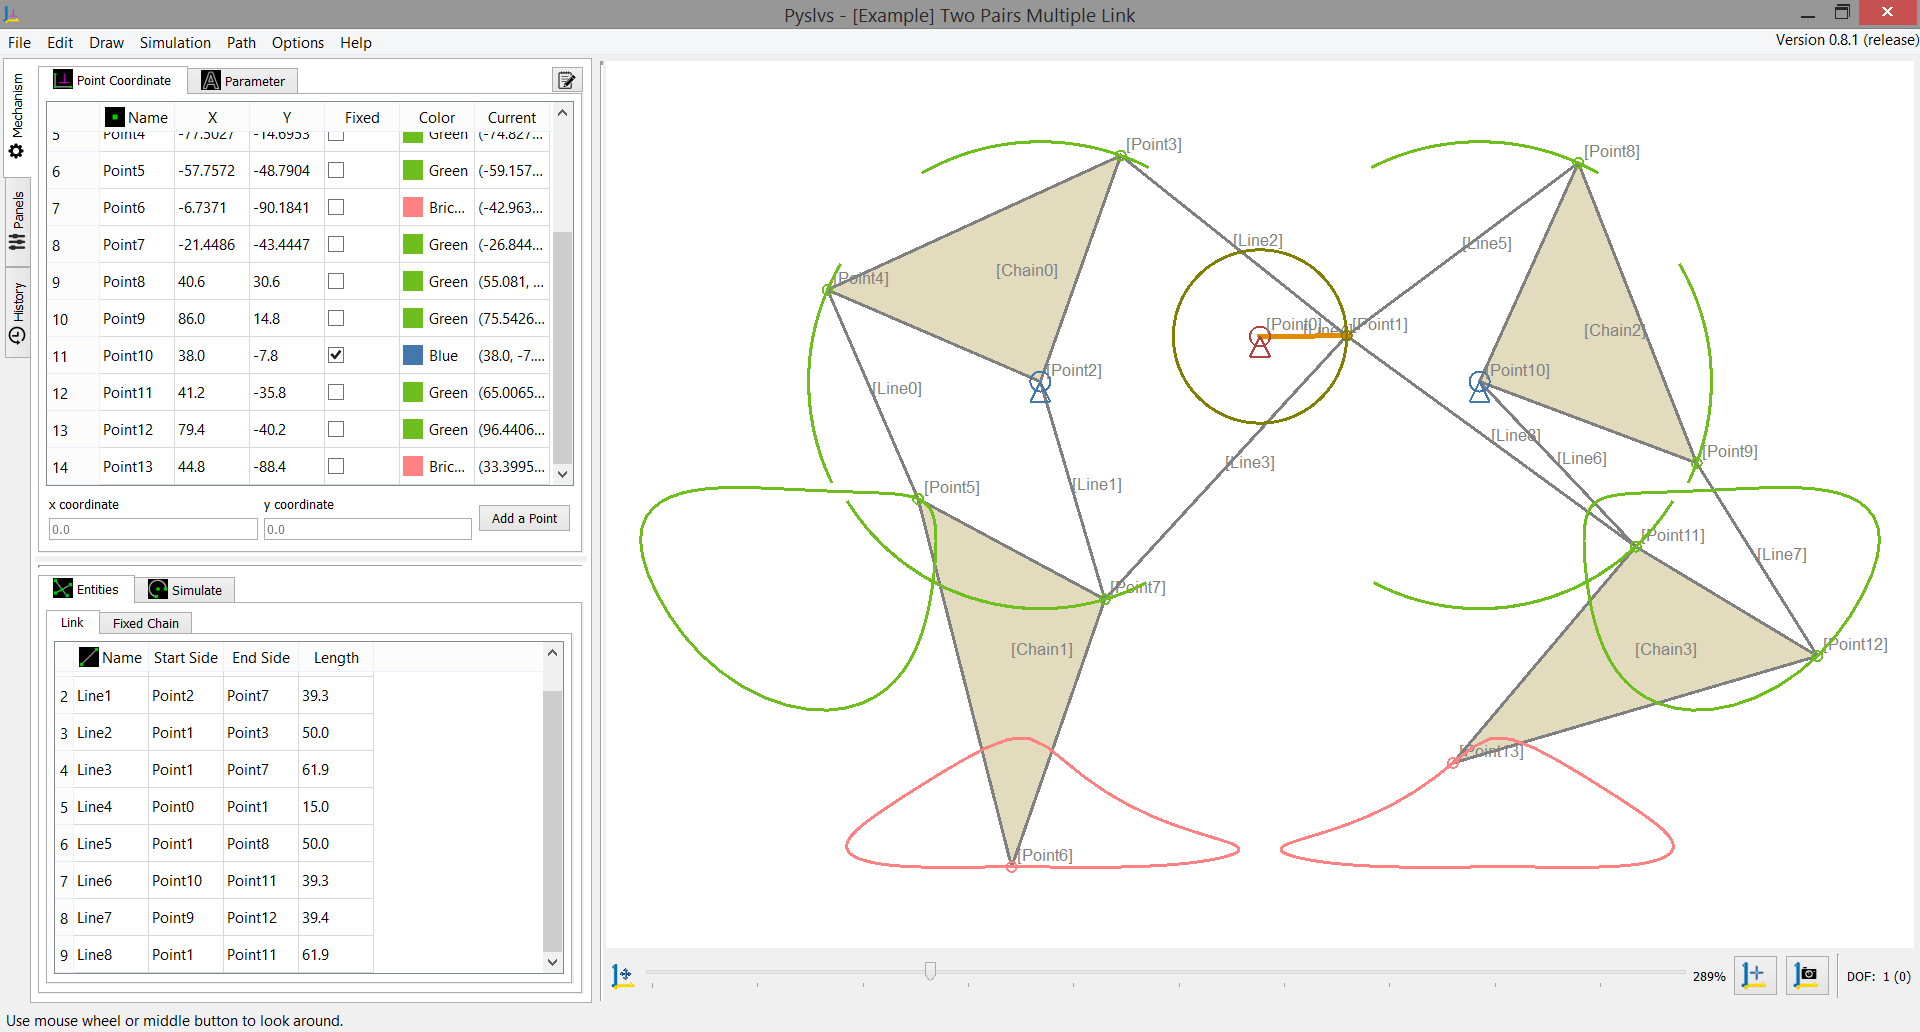 Pyslvs - [Example] Two Pairs Multiple Link
File Edit Draw Simulation Path Options Help
Version 0.8.1 (release)
Mechanism
Panels
History
Point Coordinate Parameter
Name X Y Fixed Color Current
5 Point4 -77.5027 -14.6953 Green (-74.827...
6 Point5 -57.7572 -48.7904 Green (-59.157...
7 Point6 -6.7371 -90.1841 Bric... (-42.963...
8 Point7 -21.4486 -43.4447 Green (-26.844...
9 Point8 40.6 30.6 Green (55.081, ...
10 Point9 86.0 14.8 Green (75.5426...
11 Point10 38.0 -7.8 Blue (38.0, -7....
12 Point11 41.2 -35.8 Green (65.0065...
13 Point12 79.4 -40.2 Green (96.4406...
14 Point13 44.8 -88.4 Bric... (33.3995...
x coordinate y coordinate
0.0 0.0 Add a Point
Entities Simulate
Link Fixed Chain
Name Start Side End Side Length
2 Line1 Point2 Point7 39.3
3 Line2 Point1 Point3 50.0
4 Line3 Point1 Point7 61.9
5 Line4 Point0 Point1 15.0
6 Line5 Point1 Point8 50.0
7 Line6 Point10 Point11 39.3
8 Line7 Point9 Point12 39.4
9 Line8 Point1 Point11 61.9
[Point3]
[Point8]
[Line2]
[Line5]
[Chain0]
[Point4]
[Point0]
[Point1]
[Chain2]
[Point2]
[Point10]
[Line0]
[Line8]
[Point9]
[Line6]
[Line3]
[Line1]
[Point5]
[Point11]
[Line7]
[Point7]
[Chain1]
[Chain3]
[Point12]
[Point13]
[Point6]
289%
DOF: 1 (0)
Use mouse wheel or middle button to look around.